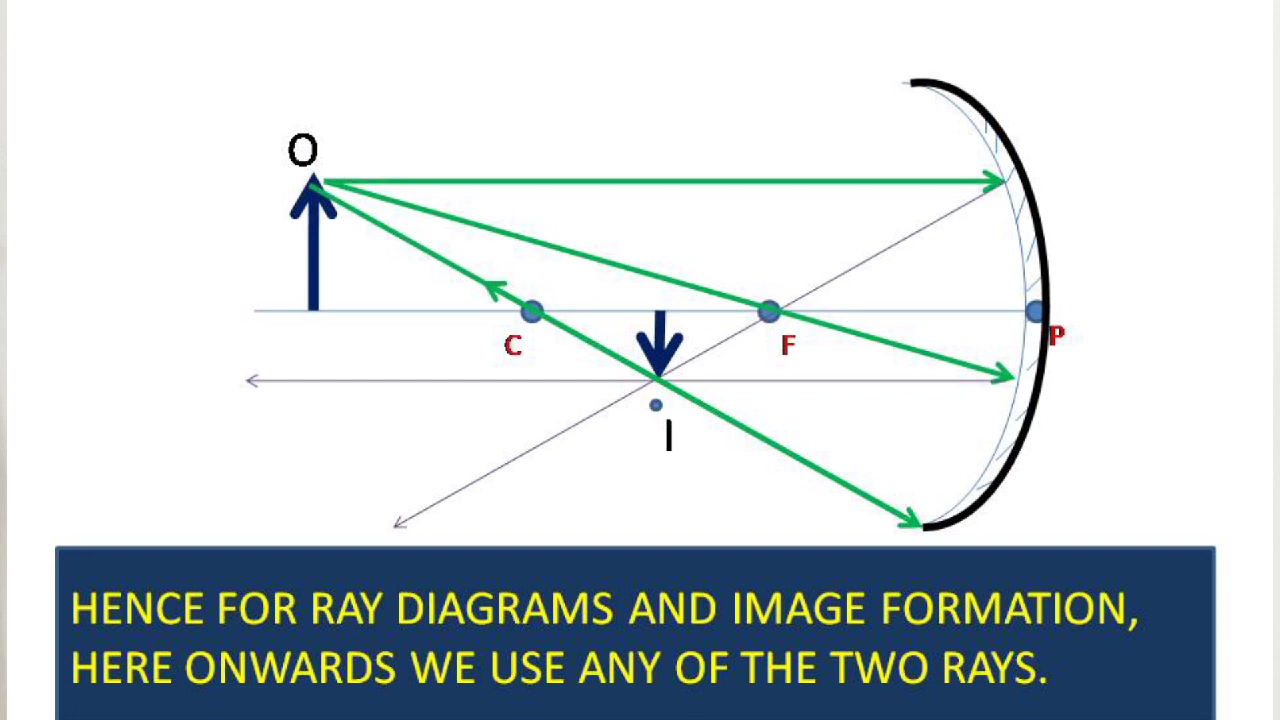 O
C
F
P
I
HENCE FOR RAY DIAGRAMS AND IMAGE FORMATION,
HERE ONWARDS WE USE ANY OF THE TWO RAYS.